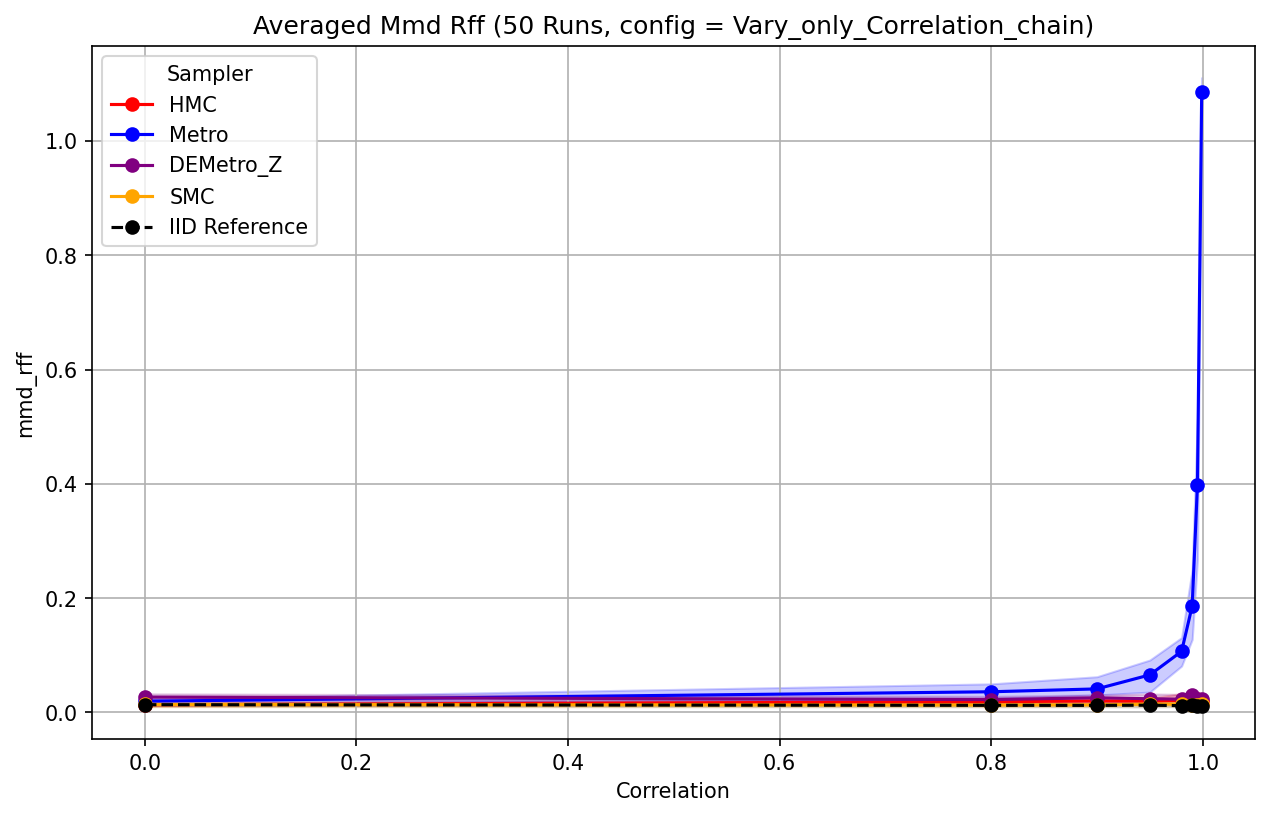 Averaged Mmd Rff (50 Runs, config = Vary_only_Correlation_chain)
Sampler
HMC
Metro
DEMetro_Z
SMC
IID Reference
mmd_rff
1.0
0.8
0.6
0.4
0.2
0.0
0.0 0.2 0.4 0.6 0.8 1.0
Correlation